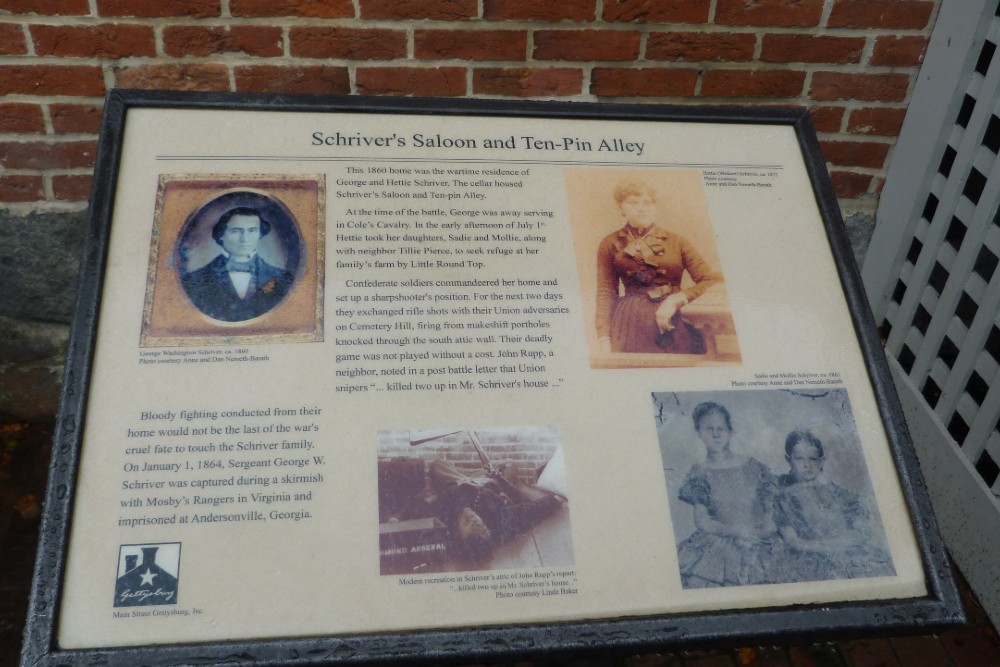 Schriver's Saloon and Ten-Pin Alley
This 1860 home was the wartime residence of
George and Hettie Schriver. The cellar housed
Schriver's Saloon and Ten-pin Alley.
At the time of the battle, George was away serving
in Cole's Cavalry. In the early afternoon of July 1st
Hettie took her daughters, Sadie and Mollie, along
with neighbor Tillie Pierce, to seek refuge at her
family's farm by Little Round Top.
Confederate soldiers commandeered her home and
set up a sharpshooter's position. For the next two days
they exchanged rifle shots with their Union adversaries
on Cemetery Hill, firing from makeshift portholes
knocked through the south attic wall. Their deadly
game was not played without a cost. John Rupp, a
neighbor, noted in a post battle letter that Union
snipers “... killed two up in Mr. Schriver's house ...”
George Washington Schriver, ca. 1860
Photo courtesy Anne and Dan Nemeth-Barath
Photo courtesy
Anne and Dan Nemeth-Barath
Bloody fighting conducted from their
home would not be the last of the war's
cruel fate to touch the Schriver family.
On January 1, 1864, Sergeant George W.
Schriver was captured during a skirmish
with Mosby's Rangers in Virginia and
imprisoned at Andersonville, Georgia.
Sadie and Mollie Schriver, ca. 1861
Photo courtesy Anne and Dan Nemeth-Barath
MOND ARSENAL
Modern recreation in Schriver's attic of John Rupp's report:
“...killed two up in Mr. Schriver's house...”
Photo courtesy Linda Baker
Gettysburg
Main Street Gettysburg, Inc.